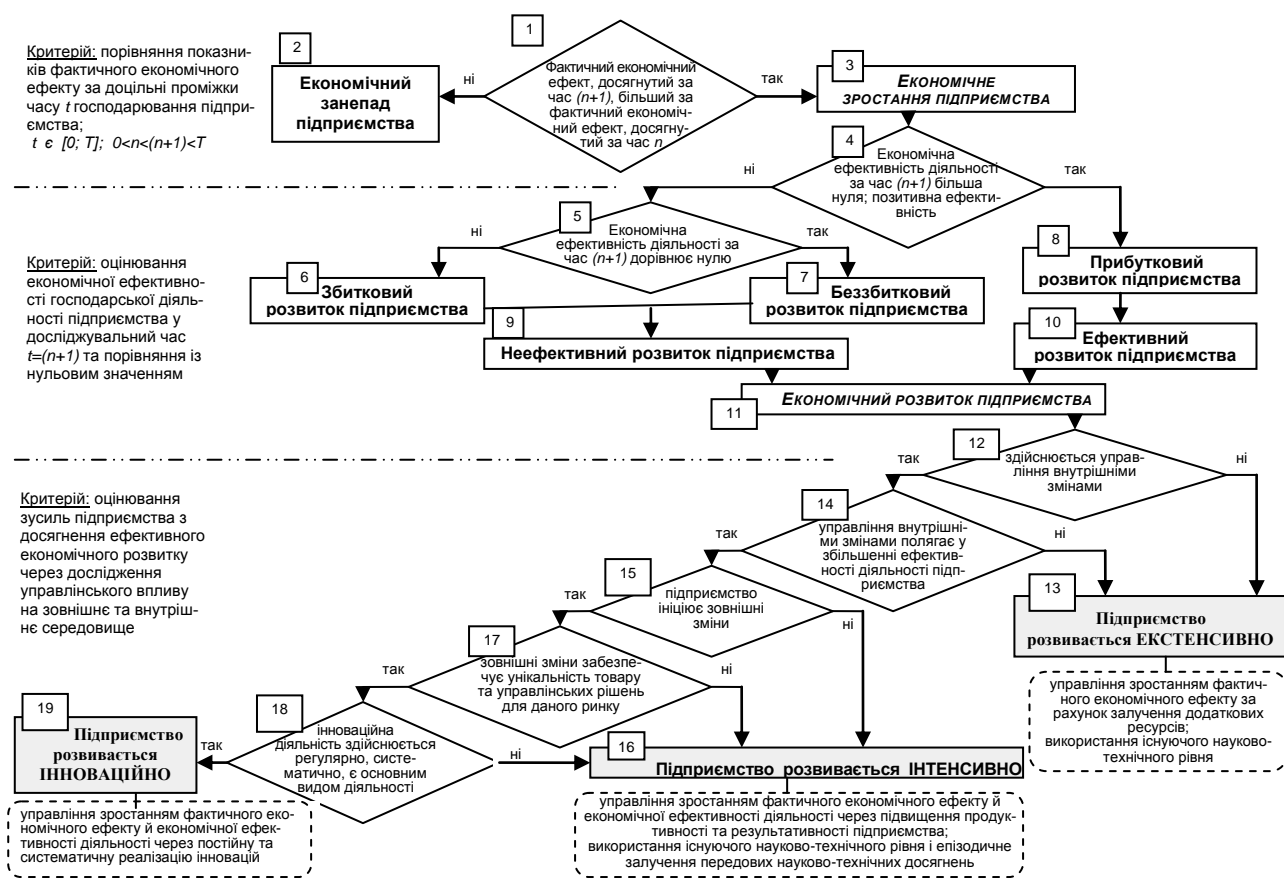 1
2
Критерій: порівняння показни-
ків фактичного економічного
ефекту за доцільні проміжки
часу t господарювання підпри-
ємства;
t є [0; T]; 0<n<(n+1)<T
Економічний
занепад
підприємства
ні
Фактичний економічний
ефект, досягнутий за
час (n+1), більший за
фактичний економіч-
ний ефект, досяг-
нутий за час n
так
3
ЕКОНОМІЧНЕ
ЗРОСТАННЯ ПІДПРИЄМСТВА
4
Економічна
ефективність діяльності
за час (n+1) більша
нуля; позитивна ефекти-
вність
ні
так
5
Економічна
ефективність діяльності за
час (n+1) дорівнює нулю
ні
так
Критерій: оцінювання
економічної ефективно-
сті господарської діяль-
ності підприємства у
досліджувальний час
t=(n+1) та порівняння із
нульовим значенням
6
Збитковий
розвиток підприємства
7
Беззбитковий
розвиток підприємства
8
Прибутковий
розвиток підприємства
9
Неефективний розвиток підприємства
10
Ефективний
розвиток підприємства
11
ЕКОНОМІЧНИЙ РОЗВИТОК ПІДПРИЄМСТВА
12
здійснюється управ-
ління внутрішніми
змінами
так
ні
Критерій: оцінювання
зусиль підприємства з
досягнення ефективного
економічного розвитку
через дослідження
управлінського впливу
на зовнішнє та внутріш-
нє середовище
14
управління внутрішні-
ми змінами полягає у
збільшенні ефектив-
ності діяльності підп-
риємства
так
ні
15
підприємство
ініціює зовнішні
зміни
так
ні
13
Підприємство
розвивається ЕКСТЕНСИВНО
управління зростанням фактич-
ного економічного ефекту за
рахунок залучення додаткових
ресурсів;
використання існуючого науково-
технічного рівня
17
зовнішні зміни забезпе-
чує унікальність товару
та управлінських рішень
для даного ринку
так
ні
18
інноваційна
діяльність здійснюється
регулярно, систе-
матично, є основним
видом діяльності
так
ні
19
Підприємство
розвивається
ІННОВАЦІЙНО
управління зростанням фактичного еко-
номічного ефекту й економічної ефек-
тивності діяльності через постійну та
систематичну реалізацію інновацій
16
Підприємство розвивається ІНТЕНСИВНО
управління зростанням фактичного економічного ефекту й
економічної ефективності діяльності через підвищення продук-
тивності та результативності підприємства;
використання існуючого науково-технічного рівня і епізодичне
залучення передових науково-технічних досягнень